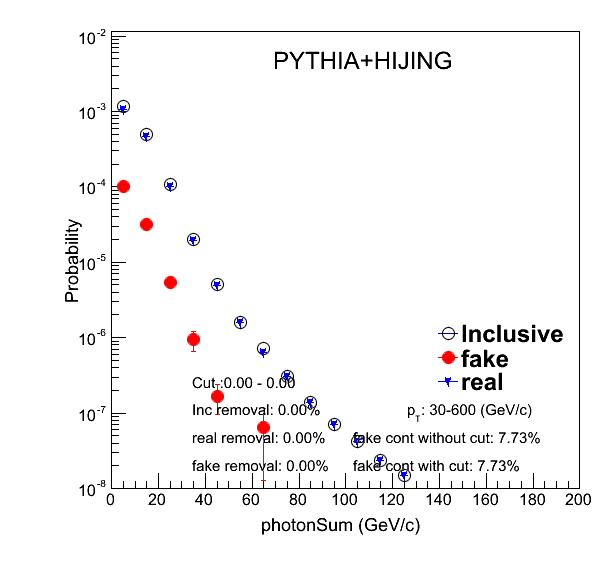 PYTHIA+HIJING
10-2
10-3
10-4
10-5
10-6
10-7
10-8
Probability
Inclusive
fake
real
Cut :0.00 - 0.00
Inc removal: 0.00%
pT: 30-600 (GeV/c)
real removal: 0.00%
fake cont without cut: 7.73%
fake removal: 0.00%
fake cont with cut: 7.73%
0 20 40 60 80 100 120 140 160 180 200
photonSum (GeV/c)